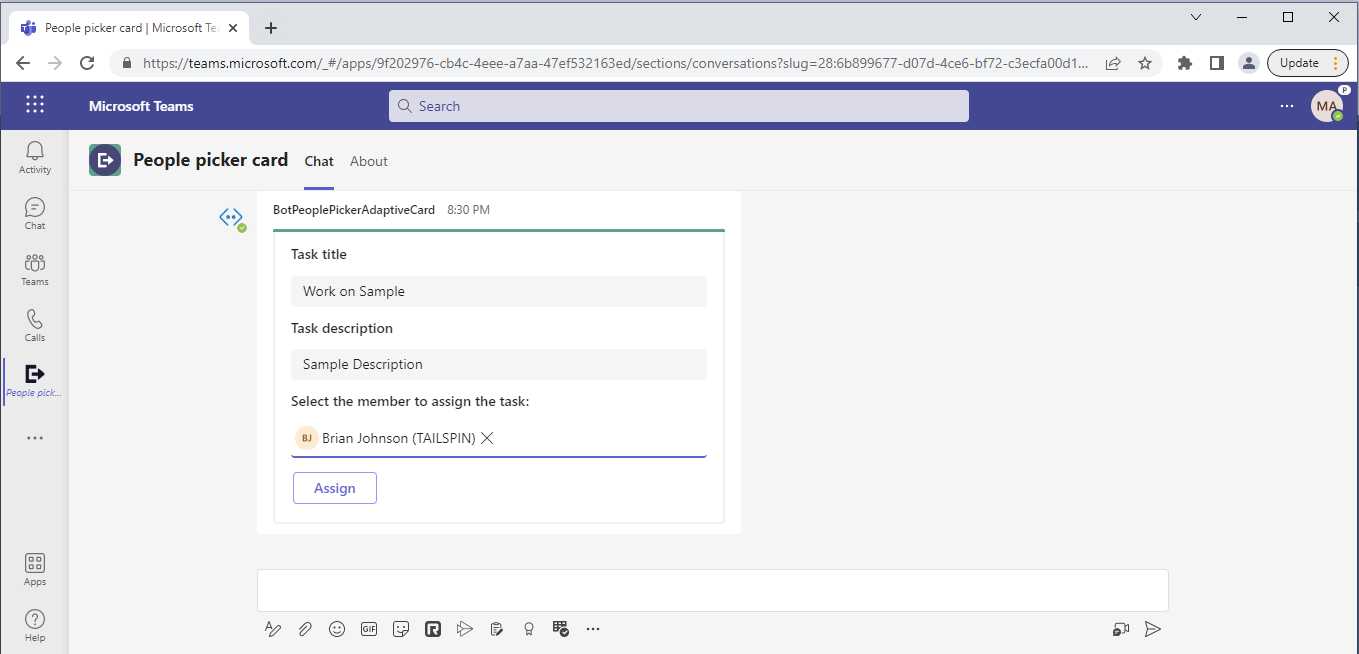 People picker card | Microsoft Te
https://teams.microsoft.com/_#/apps/9f202976-cb4c-4eee-a7aa-47ef532163ed/sections/conversations?slug=28:6b899677-d07d-4ce6-bf72-c3ecfa00d1...
Update
Microsoft Teams
Search
MA
P
Activity
Chat
Teams
Calls
People pick...
Apps
Help
People picker card
Chat
About
BotPeoplePickerAdaptiveCard 8:30 PM
Task title
Work on Sample
Task description
Sample Description
Select the member to assign the task:
BJ Brian Johnson (TAILSPIN)
Assign
GIF